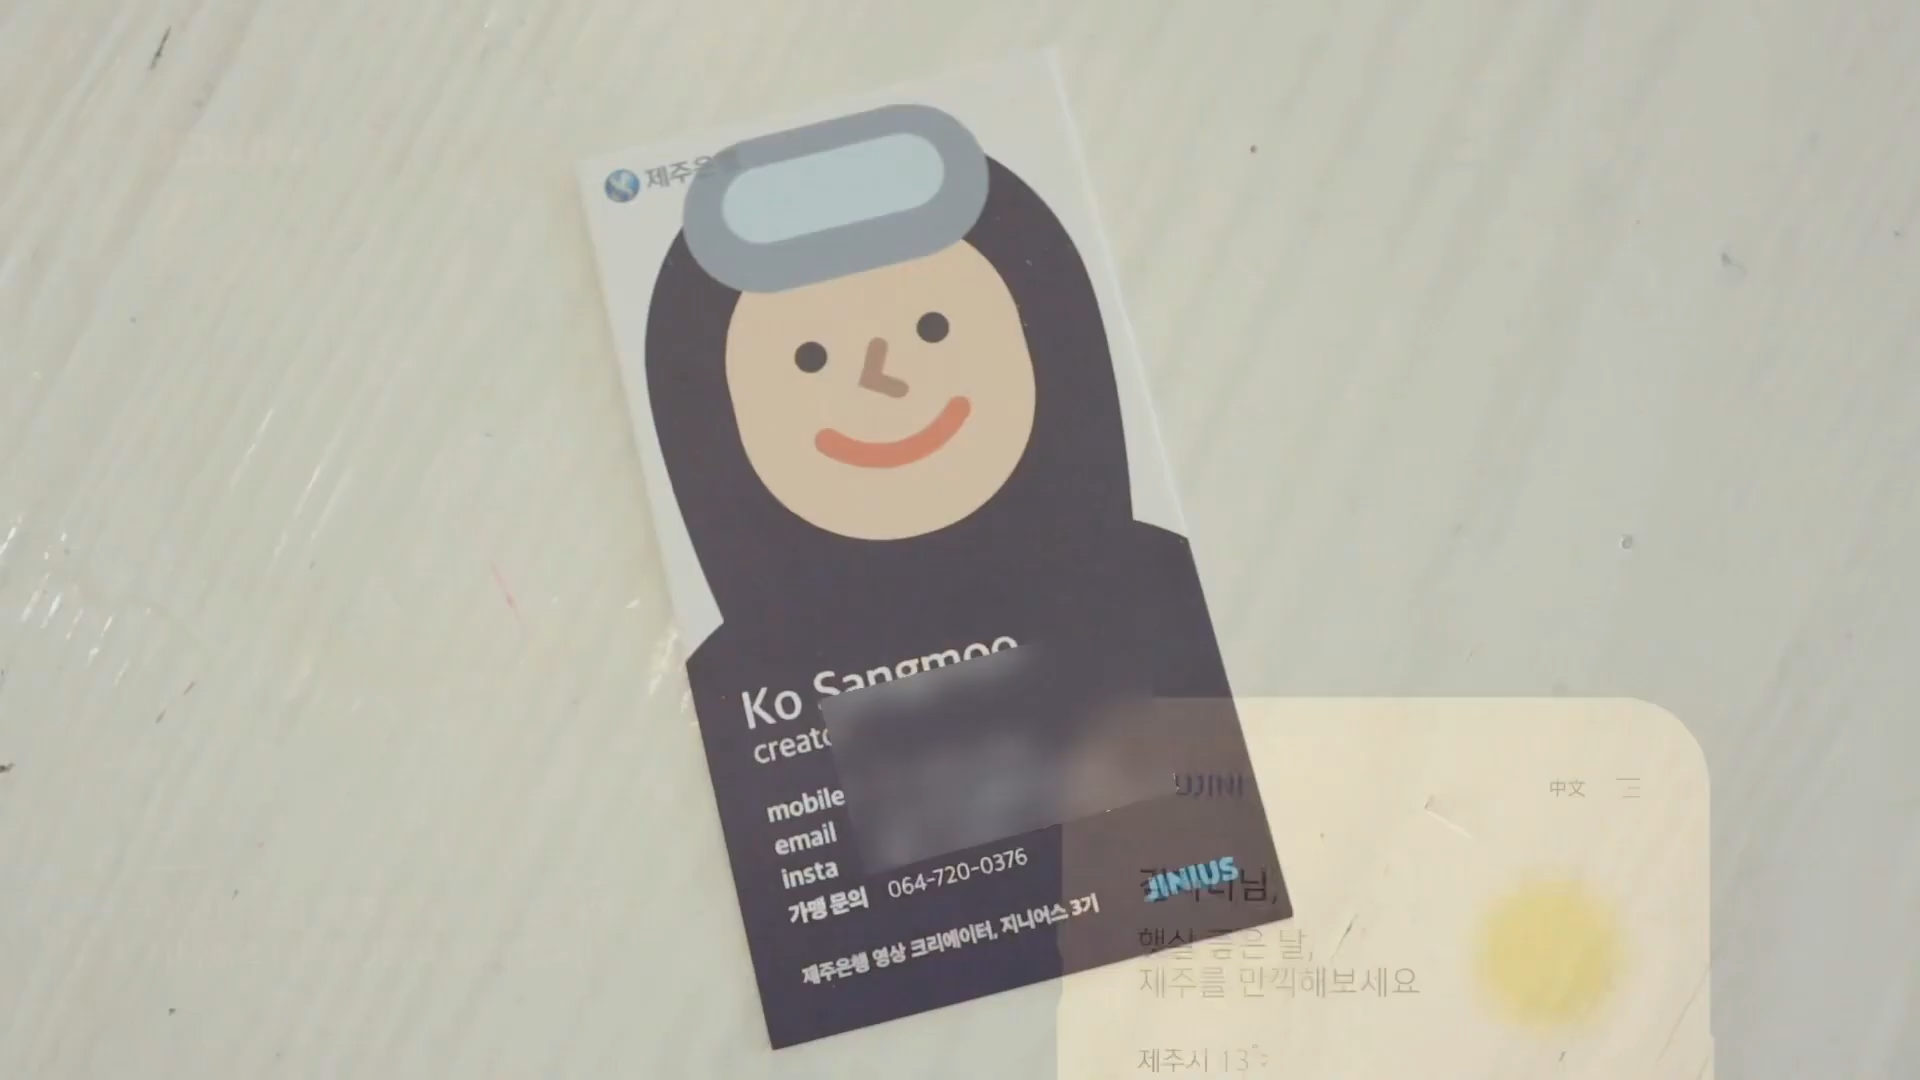 제주은
Ko Sangmoo
creato
mobile
email
insta
가맹 문의 064-720-0376
제주은행 영상 크리에이터, 지니어스 3기
JINIUS
中文
햇살 좋은 날,
제주를 만끽해보세요
제주시 13°